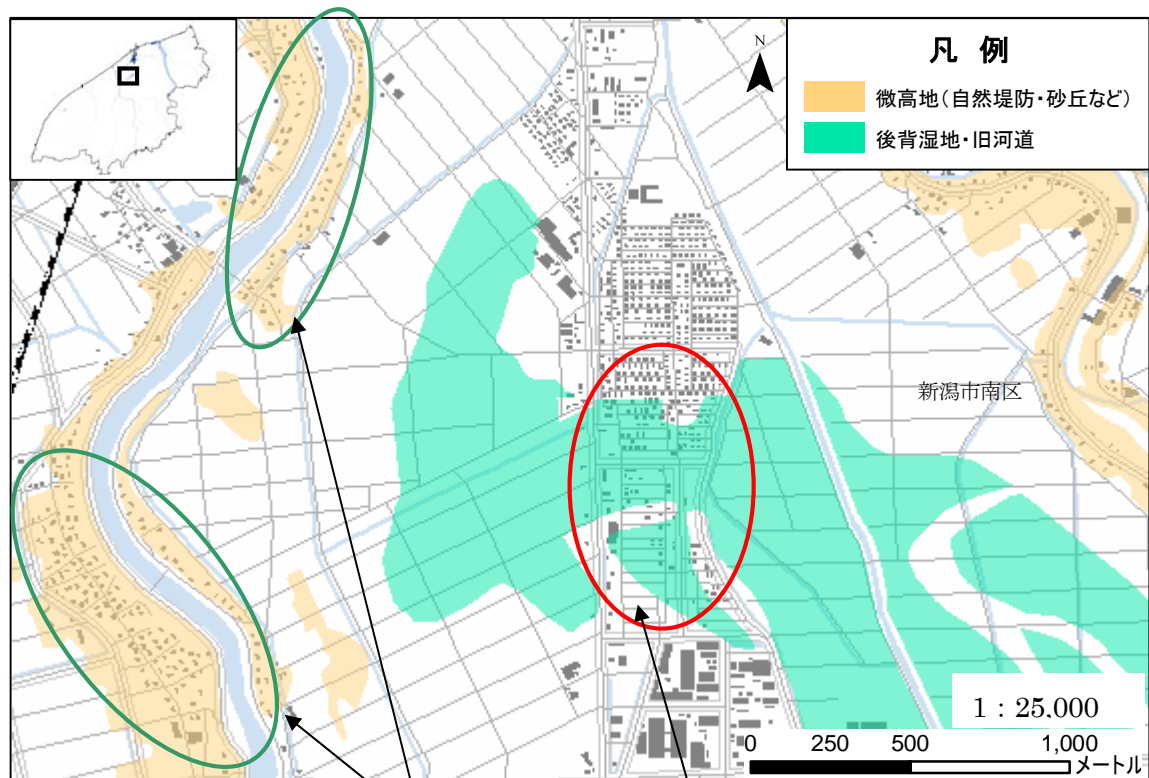 N
凡 例
微高地(自然堤防・砂丘など)
後背湿地・旧河道
新潟市南区
1：25,000
0 250 500 1,000
メートル